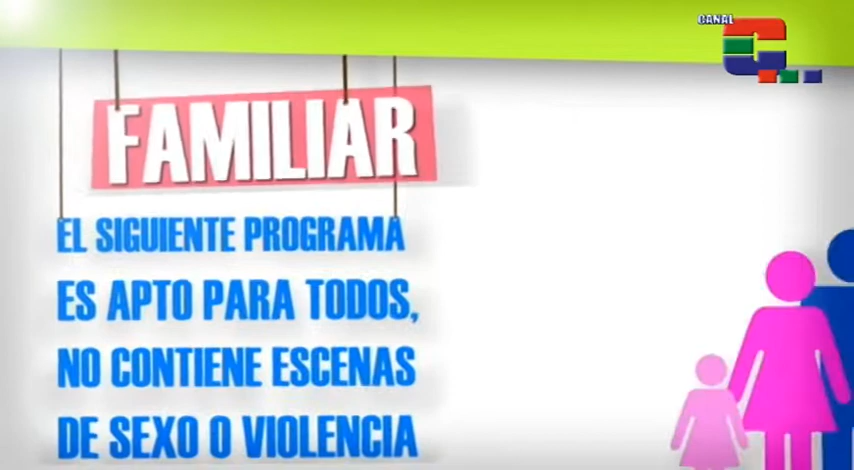 CANAL
C
FAMILIAR
EL SIGUIENTE PROGRAMA
ES APTO PARA TODOS,
NO CONTIENE ESCENAS
DE SEXO O VIOLENCIA